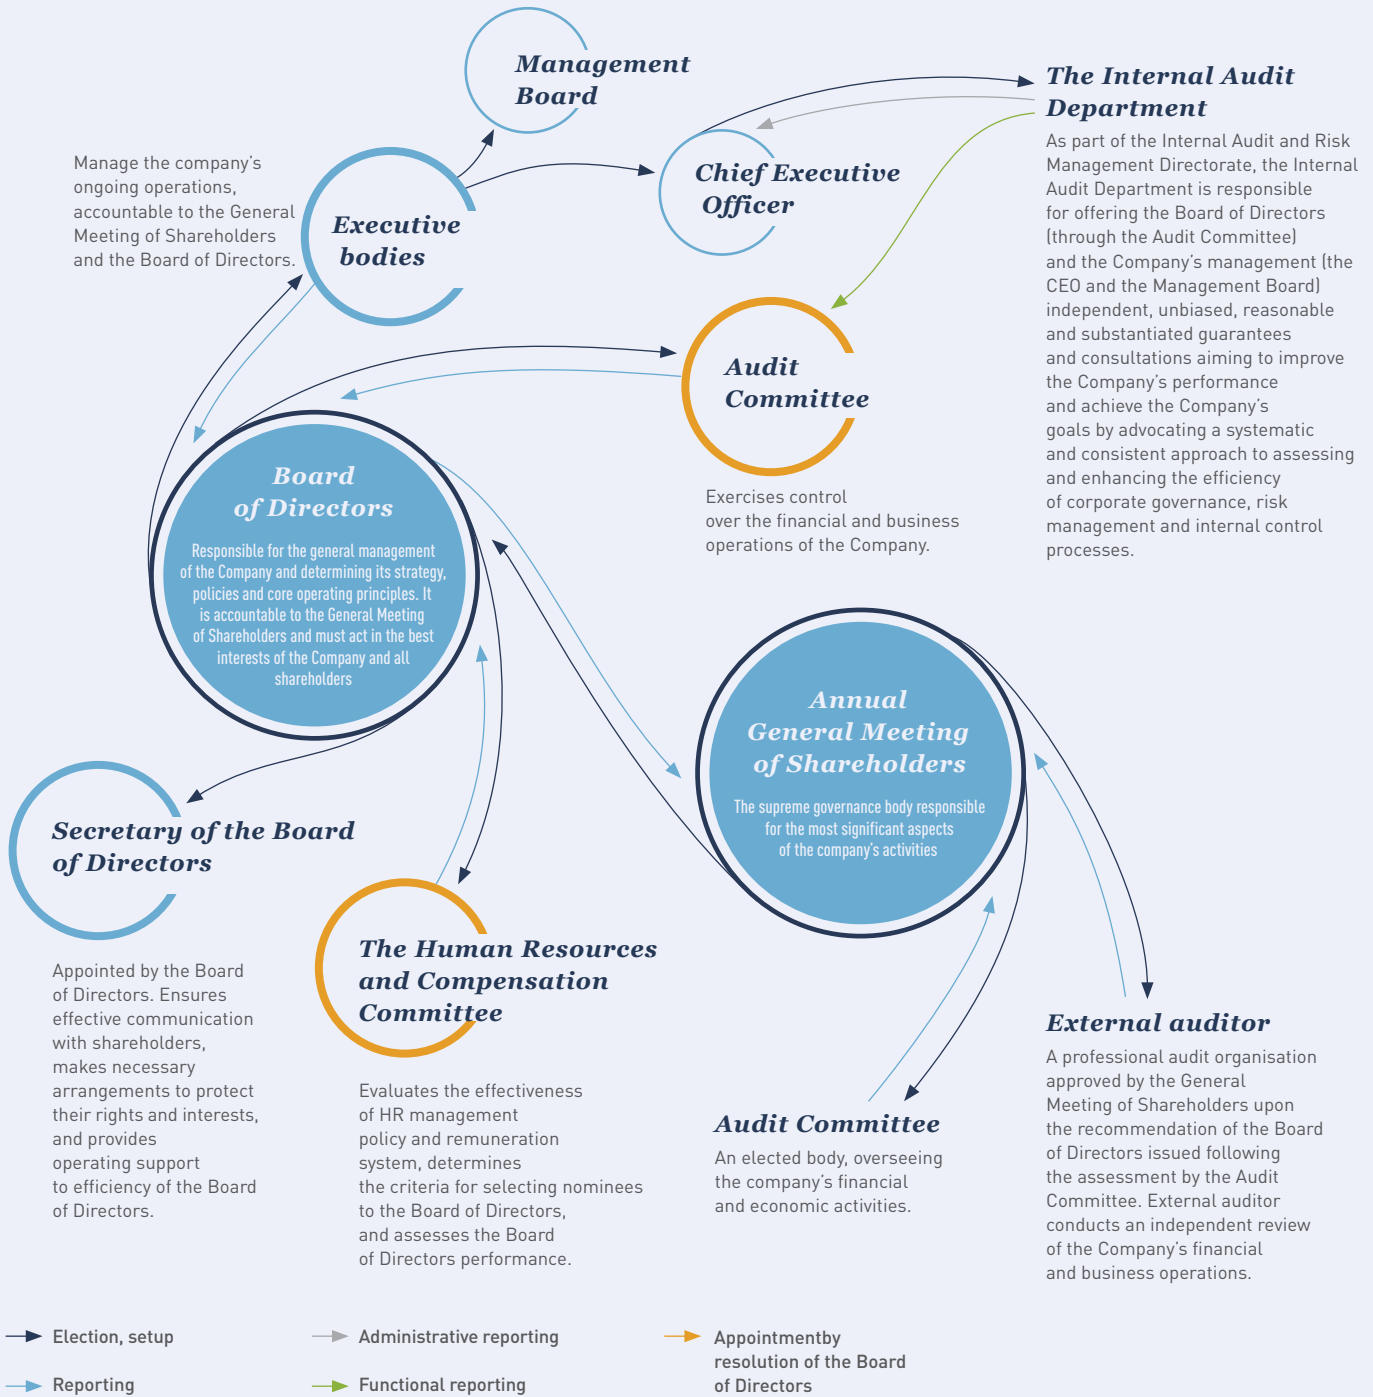 Management
Board
Chief Executive
Officer
The Internal Audit
Department
As part of the Internal Audit and Risk
Management Directorate, the Internal
Audit Department is responsible
for offering the Board of Directors
(through the Audit Committee)
and the Company's management (the
CEO and the Management Board)
independent, unbiased, reasonable
and substantiated guarantees
and consultations aiming to improve
the Company's performance
and achieve the Company's
goals by advocating a systematic
and consistent approach to assessing
and enhancing the efficiency
of corporate governance, risk
management and internal control
processes.
Manage the company's
ongoing operations,
accountable to the General
Meeting of Shareholders
and the Board of Directors.
Executive
bodies
Audit
Committee
Exercises control
over the financial and business
operations of the Company.
Board
of Directors
Responsible for the general management
of the Company and determining its strategy,
policies and core operating principles. It
is accountable to the General Meeting
of Shareholders and must act in the best
interests of the Company and all
shareholders
Annual
General Meeting
of Shareholders
The supreme governance body responsible
for the most significant aspects
of the company's activities
Secretary of the Board
of Directors
Appointed by the Board
of Directors. Ensures
effective communication
with shareholders,
makes necessary
arrangements to protect
their rights and interests,
and provides
operating support
to efficiency of the Board
of Directors.
The Human Resources
and Compensation
Committee
Evaluates the effectiveness
of HR management
policy and remuneration
system, determines
the criteria for selecting nominees
to the Board of Directors,
and assesses the Board
of Directors performance.
Audit Committee
An elected body, overseeing
the company's financial
and economic activities.
External auditor
A professional audit organisation
approved by the General
Meeting of Shareholders upon
the recommendation of the Board
of Directors issued following
the assessment by the Audit
Committee. External auditor
conducts an independent review
of the Company's financial
and business operations.
Election, setup
Reporting
Administrative reporting
Functional reporting
Appointmentby
resolution of the Board
of Directors